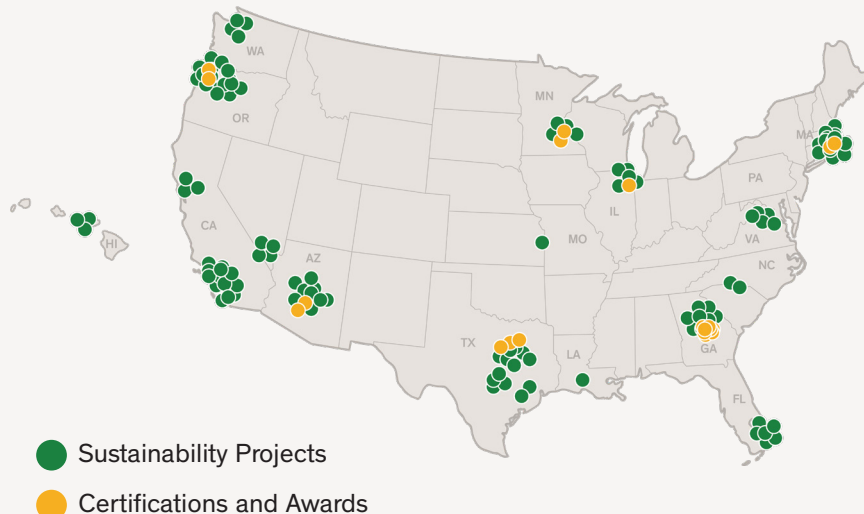 WA
OR
MN
MA
PA
IL
HI
CA
AZ
MO
VA
NC
TX
LA
GA
FL
Sustainability Projects
Certifications and Awards